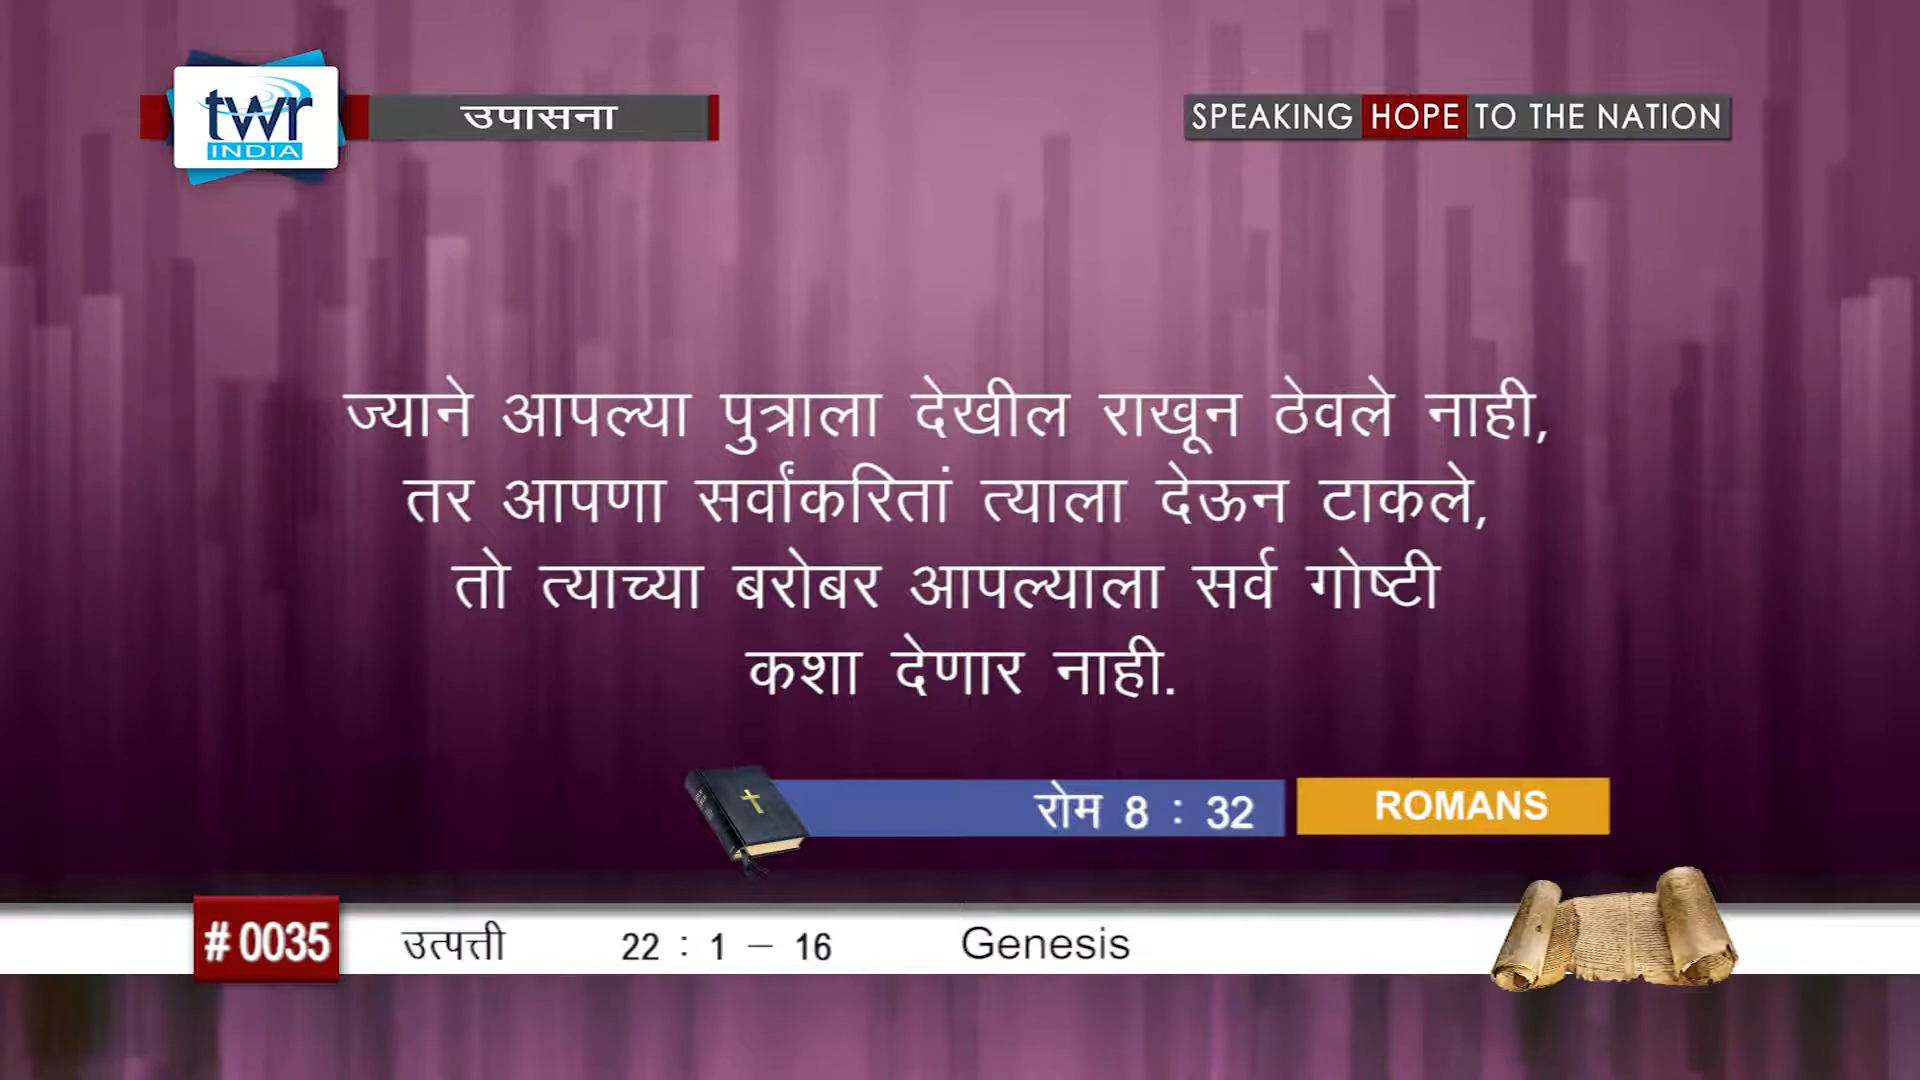 twr
INDIA
उपासना
SPEAKING HOPE TO THE NATION
ज्याने आपल्या पुत्राला देखील राखून ठेवले नाही,
तर आपणा सर्वांकरितां त्याला देऊन टाकले,
तो त्याच्या बरोबर आपल्याला सर्व गोष्टी
कशा देणार नाही.
रोम 8 : 32
ROMANS
# 0035
उत्पत्ती 22 : 1 – 16 Genesis